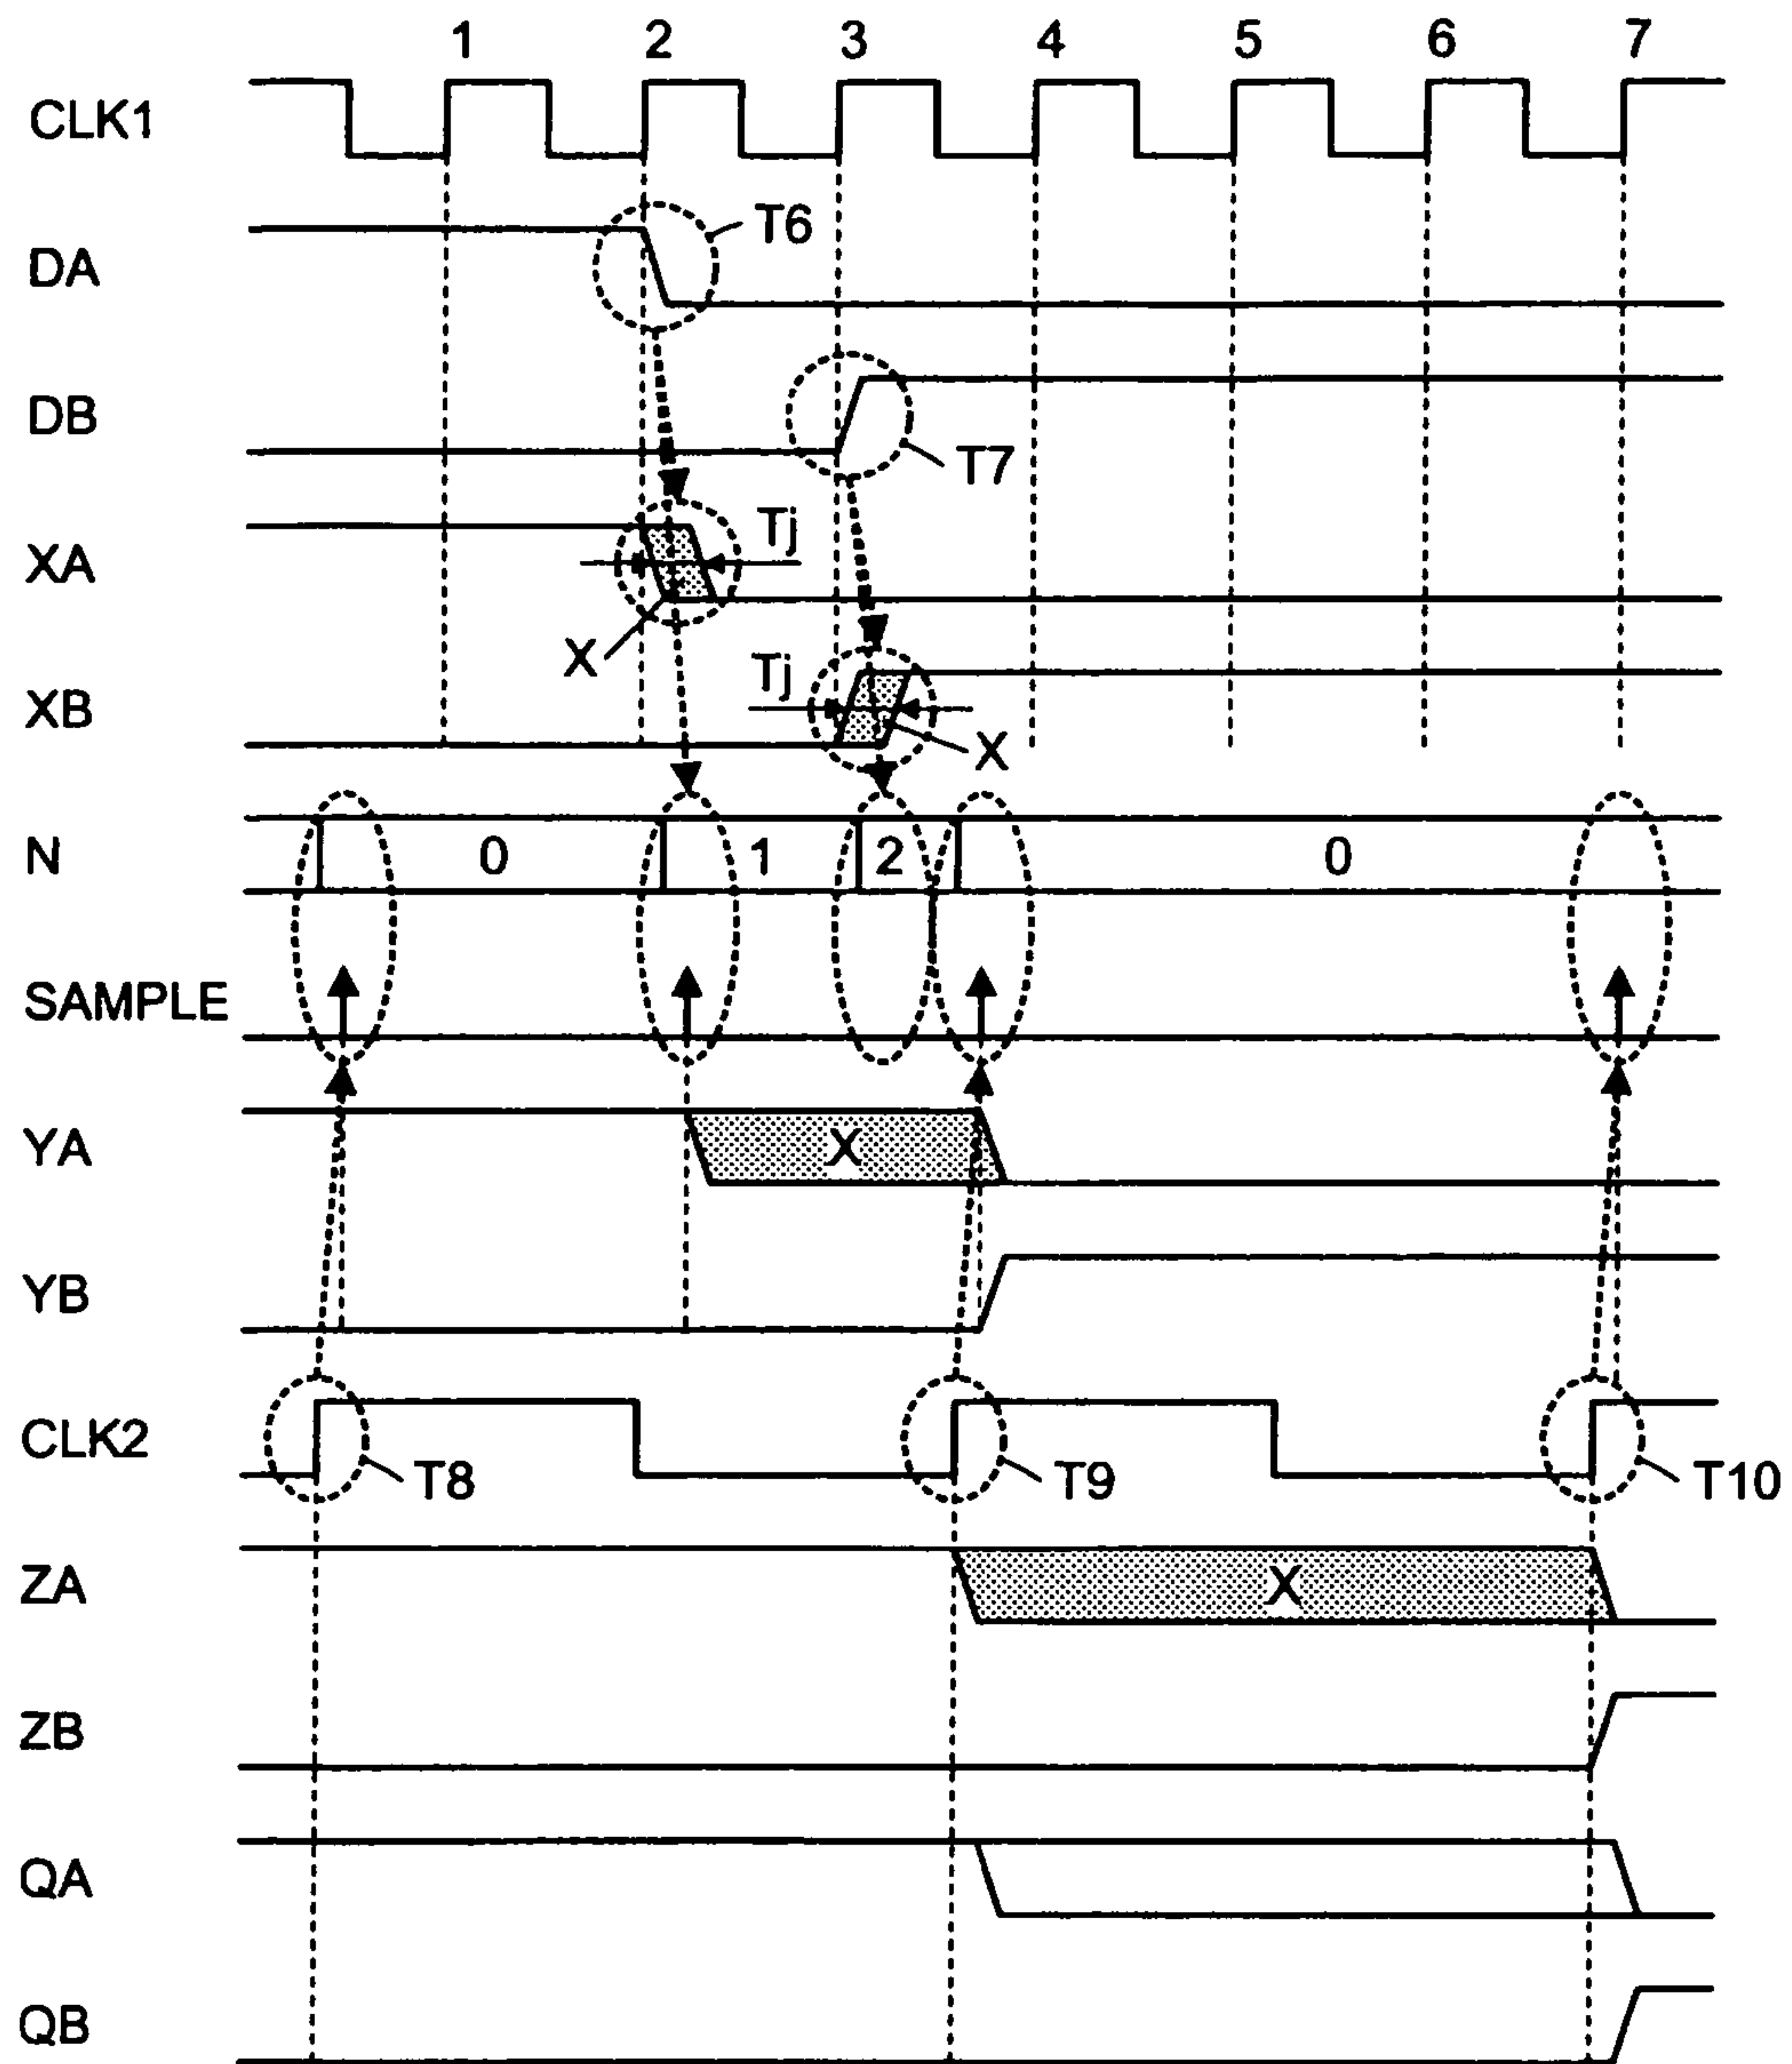 1 2 3 4 5 6 7
CLK1
T6
DA
DB
T7
Tj
XA
X
Tj
XB
X
N 0 1 2 0
SAMPLE
YA X
YB
CLK2
T8 T9 T10
ZA X
ZB
QA
QB